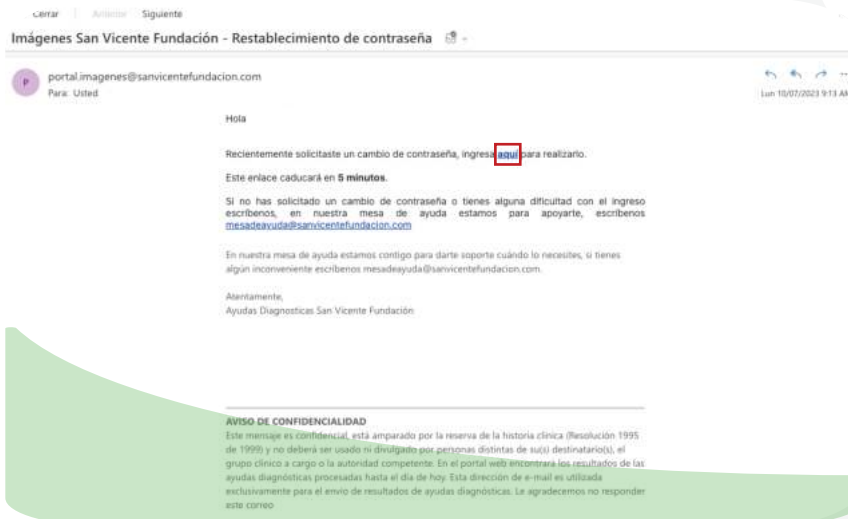 Cerrar Anterior Siguiente
Imágenes San Vicente Fundación - Restablecimiento de contraseña
P
portal.imagenes@sanvicentefundacion.com
Para: Usted
Lun 10/07/2023 9:13 AM
Hola
Recientemente solicitaste un cambio de contraseña, ingresa aquí para realizarlo.
Este enlace caducará en 5 minutos.
Si no has solicitado un cambio de contraseña o tienes alguna dificultad con el ingreso
escríbenos, en nuestra mesa de ayuda estamos para apoyarte, escríbenos
mesadeayuda@sanvicentefundacion.com
En nuestra mesa de ayuda estamos contigo para darte soporte cuándo lo necesites, si tienes
algún inconveniente escríbenos mesadeayuda@sanvicentefundacion.com.
Atentamente,
Ayudas Diagnosticas San Vicente Fundación
AVISO DE CONFIDENCIALIDAD
Este mensaje es confidencial, está amparado por la reserva de la historia clínica (Resolución 1995
de 1999) y no deberá ser usado ni divulgado por personas distintas de su(s) destinatario(s), el
grupo clínico a cargo o la autoridad competente. En el portal web encontrará los resultados de las
ayudas diagnósticas procesadas hasta el día de hoy. Esta dirección de e-mail es utilizada
exclusivamente para el envío de resultados de ayudas diagnósticas. Le agradecemos no responder
este correo